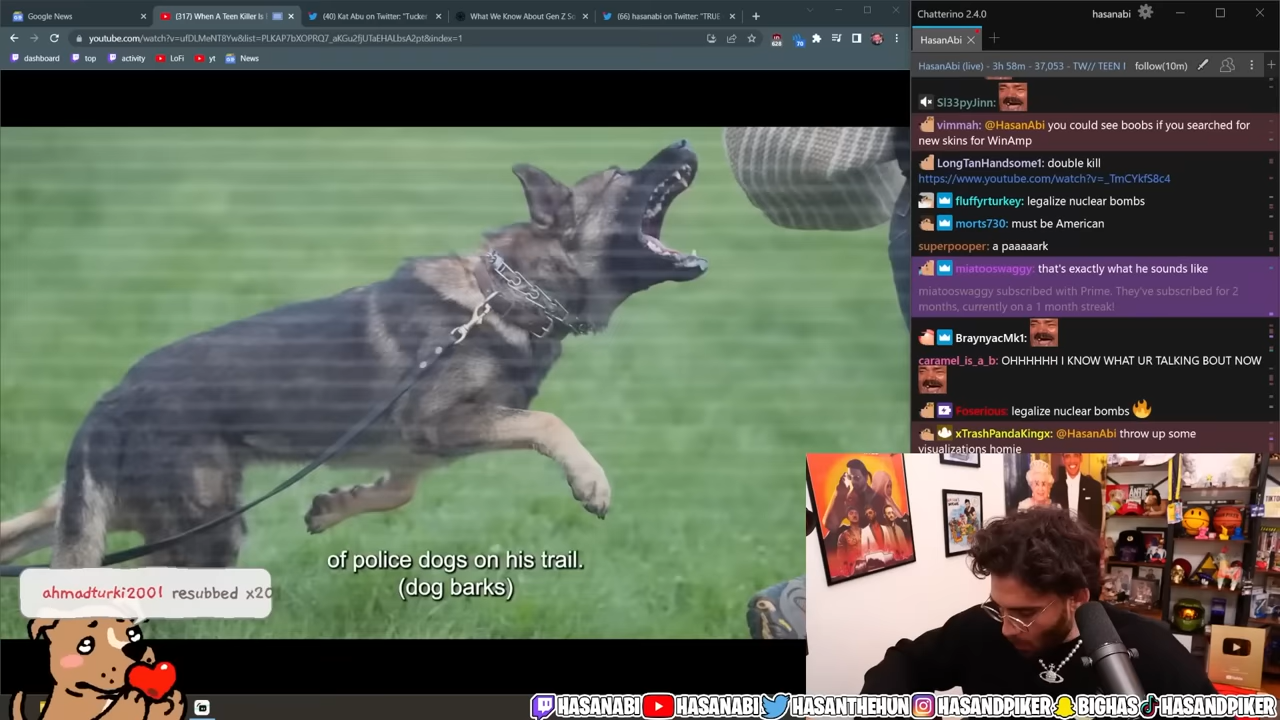 Google News
(317) When A Teen Killer Is
(40) Kat Abu on Twitter: "Tucker
What We Know About Gen Z So
(66) hasanabi on Twitter: "TRUE
youtube.com/watch?v=ufDLMeNT8Yw&list=PLKAP7bXOPRQ7_aKGu2fjUTaEHALbsA2pt&index=1
628
70
dashboard
top
activity
LoFi
yt
News
Chatterino 2.4.0
hasanabi
HasanAbi
HasanAbi (live) - 3h 58m - 37,053 - TW// TEEN
follow(10m)
Sl33pyJinn:
vimmah: @HasanAbi you could see boobs if you searched for
new skins for WinAmp
LongTanHandsome1: double kill
https://www.youtube.com/watch?v=_TmCYkfS8c4
fluffyrturkey: legalize nuclear bombs
morts730: must be American
superpooper: a paaaaark
miatooswaggy: that's exactly what he sounds like
miatooswaggy subscribed with Prime. They've subscribed for 2
months, currently on a 1 month streak!
BraynyacMk1:
caramel_is_a_b: OHHHHHH I KNOW WHAT UR TALKING BOUT NOW
Foserious: legalize nuclear bombs
xTrashPandaKingx: @HasanAbi throw up some
visualizations homie
of police dogs on his trail.
(dog barks)
ahmadturki2001 resubbed x20
HASANABI
HASANABI
HASANTHEHUN
HASANDPIKER
BIGHAS
HASANDPIKER